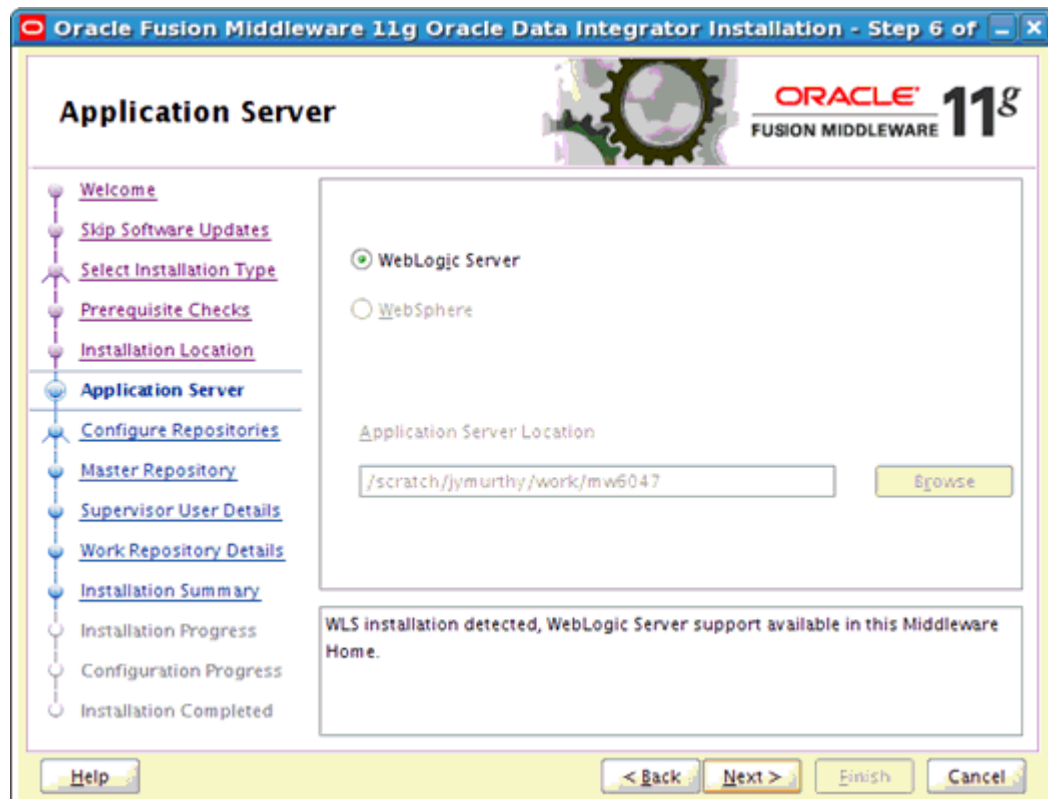 Oracle Fusion Middleware 11g Oracle Data Integrator Installation - Step 6 of
Application Server
ORACLE
FUSION MIDDLEWARE 11g
Welcome
Skip Software Updates
Select Installation Type
Prerequisite Checks
Installation Location
Application Server
Configure Repositories
Master Repository
Supervisor User Details
Work Repository Details
Installation Summary
Installation Progress
Configuration Progress
Installation Completed
WebLogic Server
WebSphere
Application Server Location
/scratch/jymurthy/work/mw6047
Browse
WLS installation detected, WebLogic Server support available in this Middleware
Home.
Help
< Back
Next >
Finish
Cancel